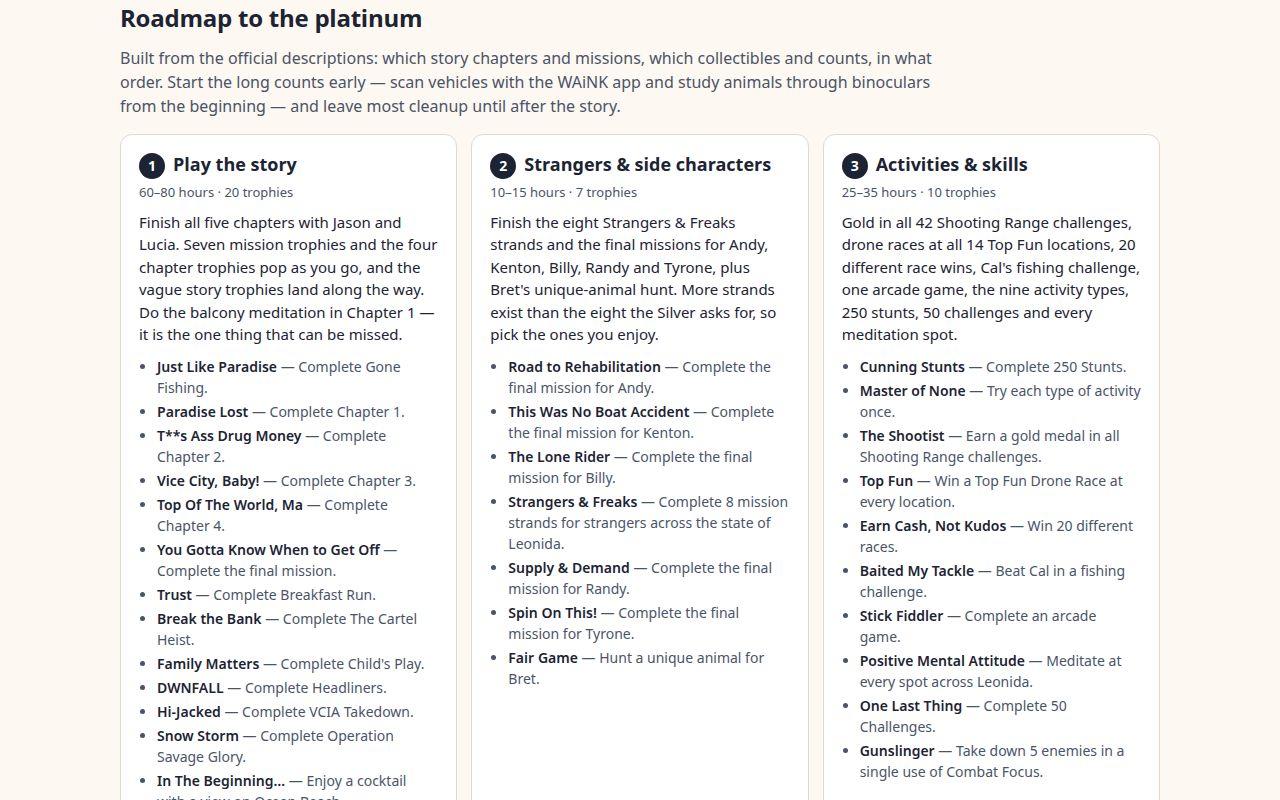 Roadmap to the platinum
Built from the official descriptions: which story chapters and missions, which collectibles and counts, in what
order. Start the long counts early — scan vehicles with the WAiNK app and study animals through binoculars
from the beginning — and leave most cleanup until after the story.
1 Play the story
60–80 hours · 20 trophies
Finish all five chapters with Jason and
Lucia. Seven mission trophies and the four
chapter trophies pop as you go, and the
vague story trophies land along the way.
Do the balcony meditation in Chapter 1 —
it is the one thing that can be missed.
• Just Like Paradise — Complete Gone
Fishing.
• Paradise Lost — Complete Chapter 1.
• T**s Ass Drug Money — Complete
Chapter 2.
• Vice City, Baby! — Complete Chapter 3.
• Top Of The World, Ma — Complete
Chapter 4.
• You Gotta Know When to Get Off —
Complete the final mission.
• Trust — Complete Breakfast Run.
• Break the Bank — Complete The Cartel
Heist.
• Family Matters — Complete Child's Play.
• DWNFALL — Complete Headliners.
• Hi-Jacked — Complete VCIA Takedown.
• Snow Storm — Complete Operation
Savage Glory.
• In The Beginning... — Enjoy a cocktail
with a view on Ocean Beach.
2 Strangers & side characters
10–15 hours · 7 trophies
Finish the eight Strangers & Freaks
strands and the final missions for Andy,
Kenton, Billy, Randy and Tyrone, plus
Bret's unique-animal hunt. More strands
exist than the eight the Silver asks for, so
pick the ones you enjoy.
• Road to Rehabilitation — Complete the
final mission for Andy.
• This Was No Boat Accident — Complete
the final mission for Kenton.
• The Lone Rider — Complete the final
mission for Billy.
• Strangers & Freaks — Complete 8 mission
strands for strangers across the state of
Leonida.
• Supply & Demand — Complete the final
mission for Randy.
• Spin On This! — Complete the final
mission for Tyrone.
• Fair Game — Hunt a unique animal for
Bret.
3 Activities & skills
25–35 hours · 10 trophies
Gold in all 42 Shooting Range challenges,
drone races at all 14 Top Fun locations, 20
different race wins, Cal's fishing challenge,
one arcade game, the nine activity types,
250 stunts, 50 challenges and every
meditation spot.
• Cunning Stunts — Complete 250 Stunts.
• Master of None — Try each type of activity
once.
• The Shootist — Earn a gold medal in all
Shooting Range challenges.
• Top Fun — Win a Top Fun Drone Race at
every location.
• Earn Cash, Not Kudos — Win 20 different
races.
• Baited My Tackle — Beat Cal in a fishing
challenge.
• Stick Fiddler — Complete an arcade
game.
• Positive Mental Attitude — Meditate at
every spot across Leonida.
• One Last Thing — Complete 50
Challenges.
• Gunslinger — Take down 5 enemies in a
single use of Combat Focus.